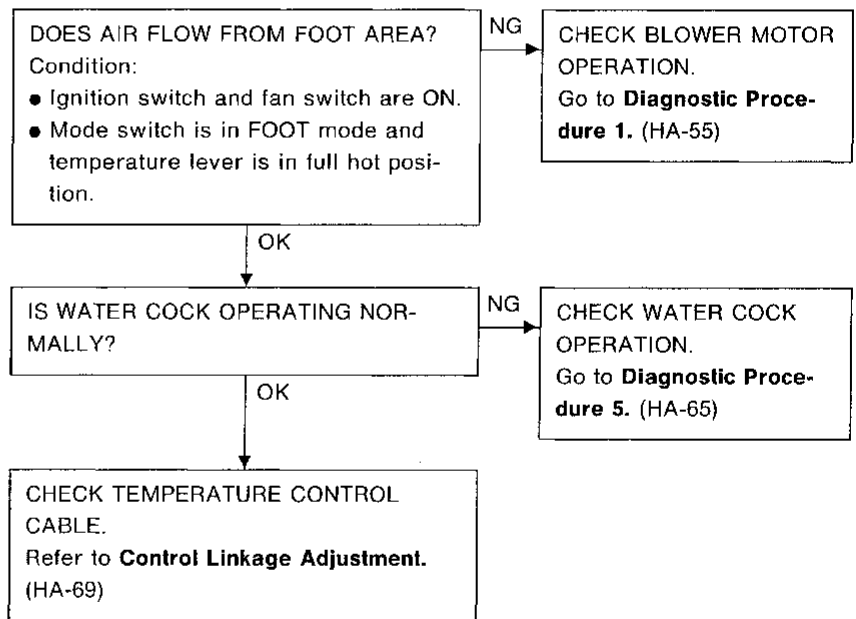 DOES AIR FLOW FROM FOOT AREA?
Condition:
● Ignition switch and fan switch are ON.
● Mode switch is in FOOT mode and
temperature lever is in full hot posi-
tion.
NG
CHECK BLOWER MOTOR
OPERATION.
Go to Diagnostic Proce-
dure 1. (HA-55)
OK
IS WATER COCK OPERATING NOR-
MALLY?
NG
CHECK WATER COCK
OPERATION.
Go to Diagnostic Proce-
dure 5. (HA-65)
OK
CHECK TEMPERATURE CONTROL
CABLE.
Refer to Control Linkage Adjustment.
(HA-69)